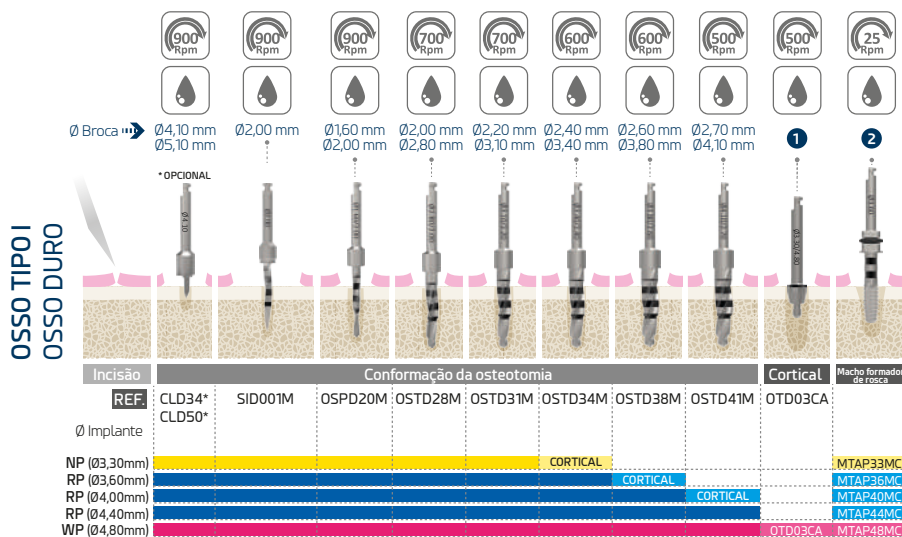 900 Rpm 900 Rpm 900 Rpm 700 Rpm 700 Rpm 600 Rpm 600 Rpm 500 Rpm 500 Rpm 25 Rpm
Ø Broca Ø4,10 mm Ø2,00 mm Ø1,60 mm Ø2,00 mm Ø2,20 mm Ø2,40 mm Ø2,60 mm Ø2,70 mm 1 2
Ø5,10 mm Ø2,00 mm Ø2,80 mm Ø3,10 mm Ø3,40 mm Ø3,80 mm Ø4,10 mm
* OPCIONAL
Ø4.10
OSSO TIPO I
OSSO DURO
Incisão Conformação da osteotomia Cortical Macho formador
de rosca
REF. CLD34* SID001M OSPD20M OSTD28M OSTD31M OSTD34M OSTD38M OSTD41M OTD03CA
CLD50*
Ø Implante
NP (Ø3,30mm) CORTICAL MTAP33MC
RP (Ø3,60mm) CORTICAL MTAP36MC
RP (Ø4,00mm) CORTICAL MTAP40MC
RP (Ø4,40mm) MTAP44MC
WP (Ø4,80mm) OTD03CA MTAP48MC